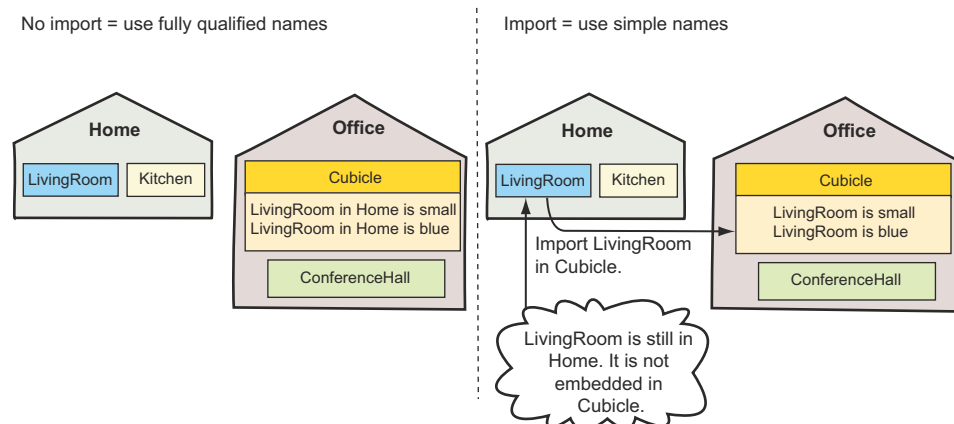 No import = use fully qualified names
Home
LivingRoom
Kitchen
Office
Cubicle
LivingRoom in Home is small
LivingRoom in Home is blue
ConferenceHall
Import = use simple names
Home
LivingRoom
Kitchen
Import LivingRoom
in Cubicle.
LivingRoom is still in
Home. It is not
embedded in
Cubicle.
Office
Cubicle
LivingRoom is small
LivingRoom is blue
ConferenceHall